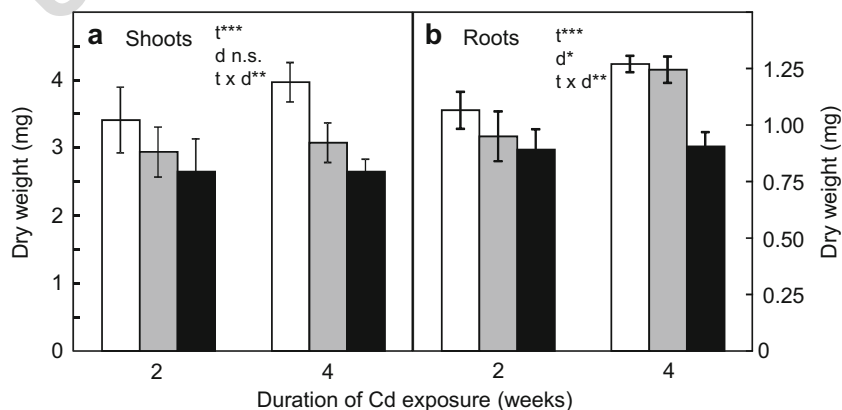 a Shoots
t***
d n.s.
t x d**
b Roots
t***
d*
t x d**
Dry weight (mg)
4
3
2
1
0
1.25
1.00
0.75
0.50
0.25
0
Dry weight (mg)
2 4 2 4
Duration of Cd exposure (weeks)